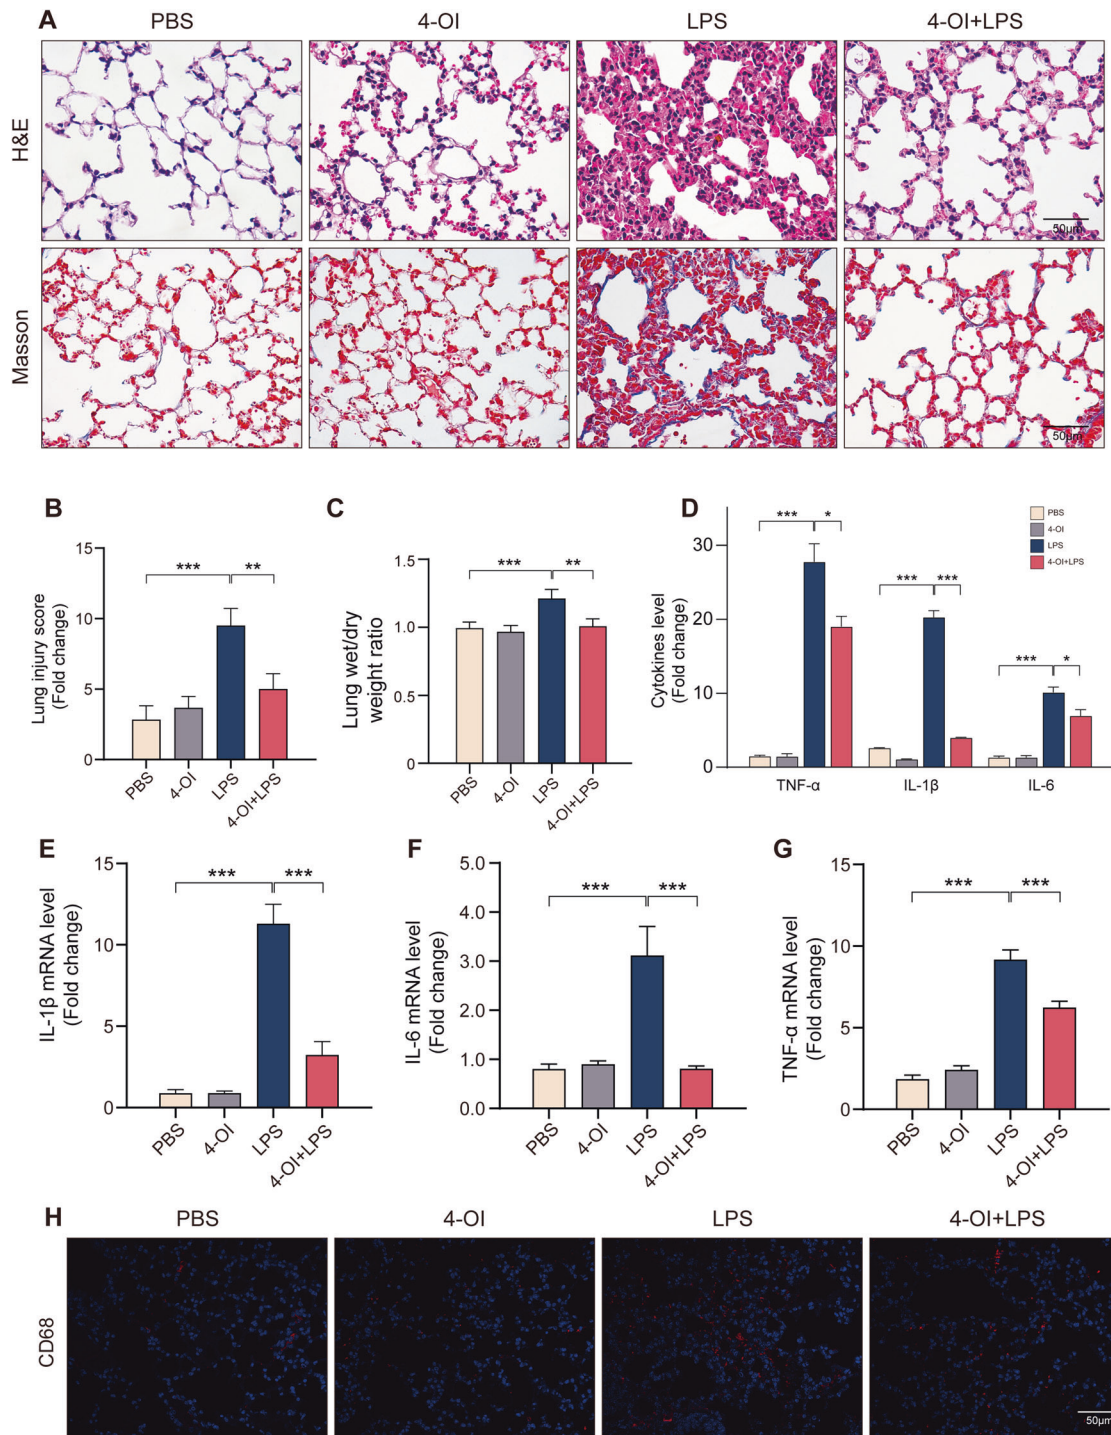 A
PBS
4-OI
LPS
4-OI+LPS
H&E
50μm
Masson
50μm
B
Lung injury score
(Fold change)
15
10
5
0
***
**
PBS
4-OI
LPS
4-OI+LPS
C
Lung wet/dry
weight ratio
1.5
1.0
0.5
0.0
***
**
PBS
4-OI
LPS
4-OI+LPS
D
Cytokines level
(Fold change)
30
20
10
0
***
*
***
***
***
*
PBS
4-OI
LPS
4-OI+LPS
TNF-α
IL-1β
IL-6
E
IL-1β mRNA level
(Fold change)
15
10
5
0
***
***
PBS
4-OI
LPS
4-OI+LPS
F
IL-6 mRNA level
(Fold change)
5.0
4.0
3.0
2.0
1.0
0.0
***
***
PBS
4-OI
LPS
4-OI+LPS
G
TNF-α mRNA level
(Fold change)
15
10
5
0
***
***
PBS
4-OI
LPS
4-OI+LPS
H
PBS
4-OI
LPS
4-OI+LPS
CD68
50μm